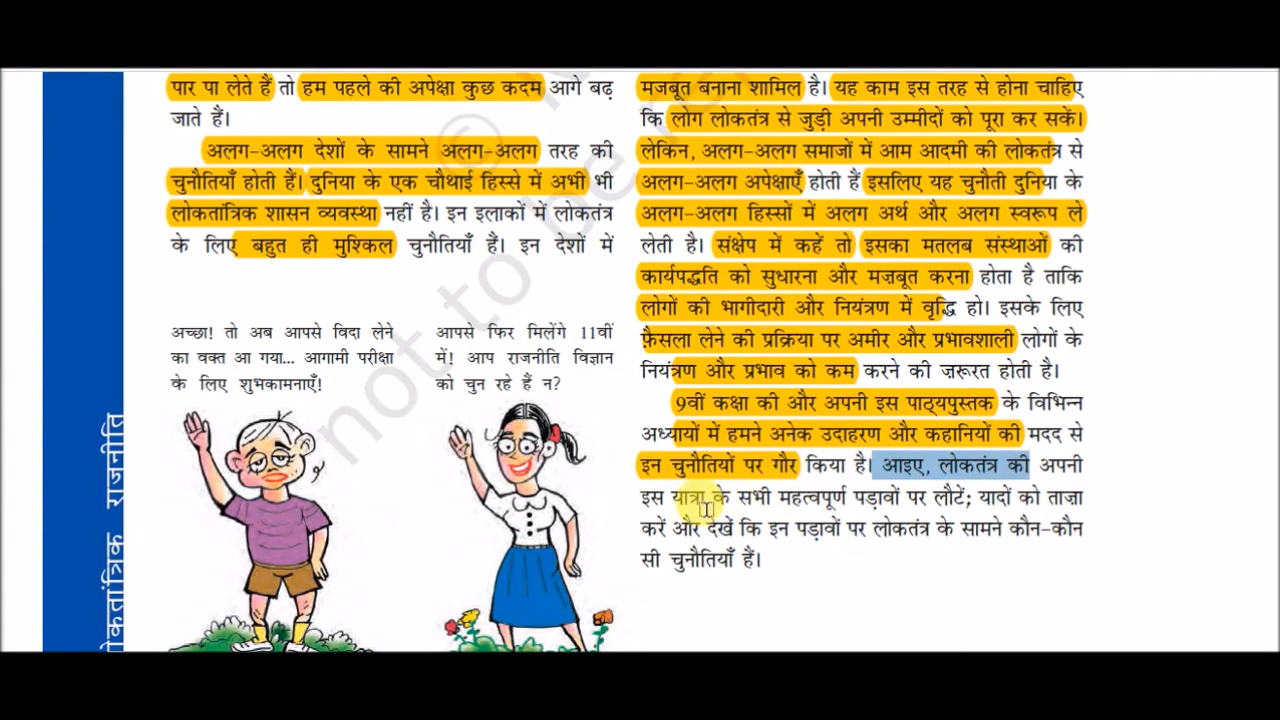 पार पा लेते हैं तो हम पहले की अपेक्षा कुछ कदम आगे बढ़
जाते हैं।
अलग-अलग देशों के सामने अलग-अलग तरह की
चुनौतियाँ होती हैं। दुनिया के एक चौथाई हिस्से में अभी भी
लोकतांत्रिक शासन व्यवस्था नहीं है। इन इलाकों में लोकतंत्र
के लिए बहुत ही मुश्किल चुनौतियाँ हैं। इन देशों में
अच्छा! तो अब आपसे विदा लेने
का वक्त आ गया... आगामी परीक्षा
के लिए शुभकामनाएँ!
आपसे फिर मिलेंगे 11वीं
में! आप राजनीति विज्ञान
को चुन रहे हैं न?
मजबूत बनाना शामिल है। यह काम इस तरह से होना चाहिए
कि लोग लोकतंत्र से जुड़ी अपनी उम्मीदों को पूरा कर सकें।
लेकिन, अलग-अलग समाजों में आम आदमी की लोकतंत्र से
अलग-अलग अपेक्षाएँ होती हैं इसलिए यह चुनौती दुनिया के
अलग-अलग हिस्सों में अलग अर्थ और अलग स्वरूप ले
लेती है। संक्षेप में कहें तो इसका मतलब संस्थाओं की
कार्यपद्धति को सुधारना और मज़बूत करना होता है ताकि
लोगों की भागीदारी और नियंत्रण में वृद्धि हो। इसके लिए
फ़ैसला लेने की प्रक्रिया पर अमीर और प्रभावशाली लोगों के
नियंत्रण और प्रभाव को कम करने की ज़रूरत होती है।
9वीं कक्षा की और अपनी इस पाठ्यपुस्तक के विभिन्न
अध्यायों में हमने अनेक उदाहरण और कहानियों की मदद से
इन चुनौतियों पर गौर किया है। आइए, लोकतंत्र की अपनी
इस यात्रा के सभी महत्वपूर्ण पड़ावों पर लौटें; यादों को ताजा
करें और देखें कि इन पड़ावों पर लोकतंत्र के सामने कौन-कौन
सी चुनौतियाँ हैं।
राजनीति
not to be re
©